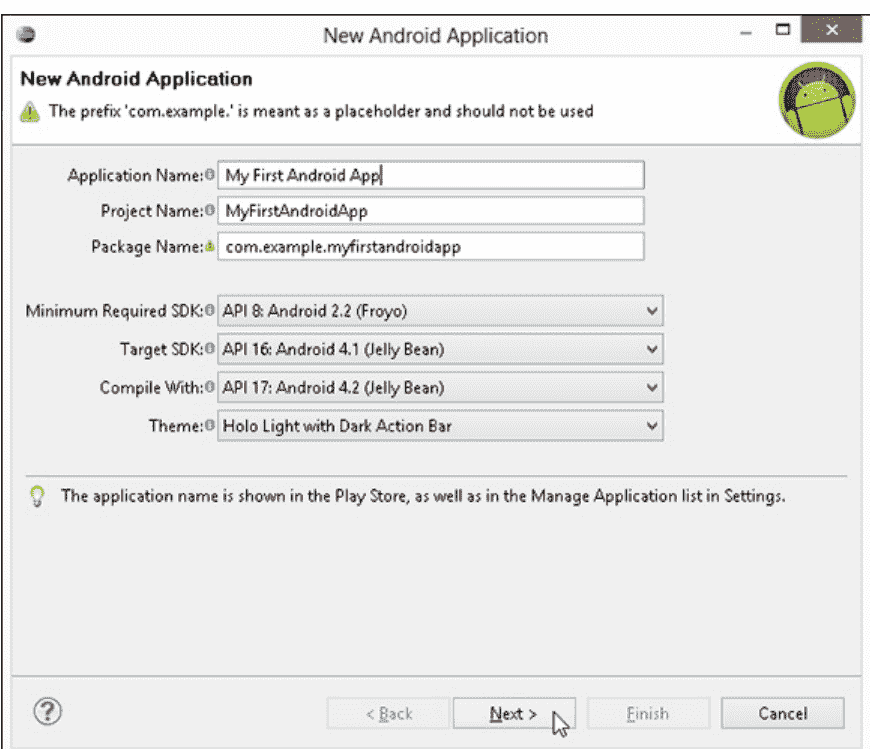 New Android Application
New Android Application
The prefix 'com.example.' is meant as a placeholder and should not be used
Application Name: My First Android App
Project Name: MyFirstAndroidApp
Package Name: com.example.myfirstandroidapp
Minimum Required SDK: API 8: Android 2.2 (Froyo)
Target SDK: API 16: Android 4.1 (Jelly Bean)
Compile With: API 17: Android 4.2 (Jelly Bean)
Theme: Holo Light with Dark Action Bar
The application name is shown in the Play Store, as well as in the Manage Application list in Settings.
? < Back Next > Finish Cancel